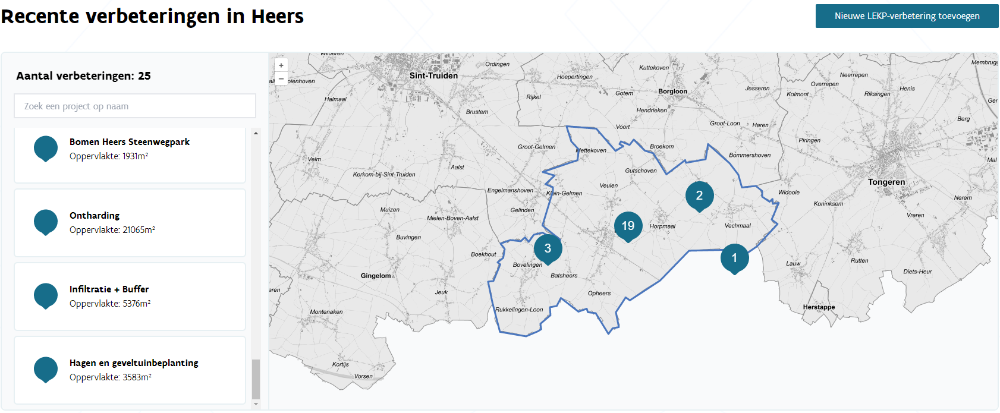 Recente verbeteringen in Heers
Nieuwe LEKP-verbetering toevoegen
Aantal verbeteringen: 25
Zoek een project op naam
Bomen Heers Steenwegpark
Oppervlakte: 1931m²
Ontharding
Oppervlakte: 21065m²
Infiltratie + Buffer
Oppervlakte: 5376m²
Hagen en geveltuinbeplanting
Oppervlakte: 3583m²
+
−
Wilderen
Ordingen
Kuttekoven
Sint-Truiden
Hoepertingen
Neerrepen
Overrepen
Henis
Halmaal
Rijkel
Gotem
Borgloon
Jesseren
Kolmont
Riksingen
Brustem
Hendrieken
Berg
Voort
Groot-Loon
Haren
Groot-Gelmen
Mettekoven
Broekom
Piringen
Bommershoven
Velm
Aalst
Gutschoven
Kerkom-bij-Sint-Truiden
Tongeren
Engelmanshoven
Klein-Gelmen
Veulen
2
Widooie
Nerem
Koninksem
Muizen
Gelinden
Mielen-Boven-Aalst
Vreren
19
Horpmaal
Vechmaal
Buvingen
3
Boekhout
1
Bovelingen
Lauw
Rutten
Gingelom
Batsheers
Diets-Heur
Jeuk
Opheers
Montenaken
Rukkelingen-Loon
Herstappe
Kortijs
Vorsen